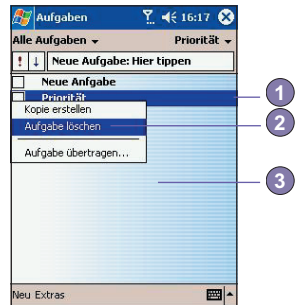 Aufgaben 16:17
Alle Aufgaben Priorität
! ↓ Neue Aufgabe: Hier tippen
Neue Anfgabe
Priorität
1
Kopie erstellen
Aufgabe löschen
2
Aufgabe übertragen...
3
Neu Extras